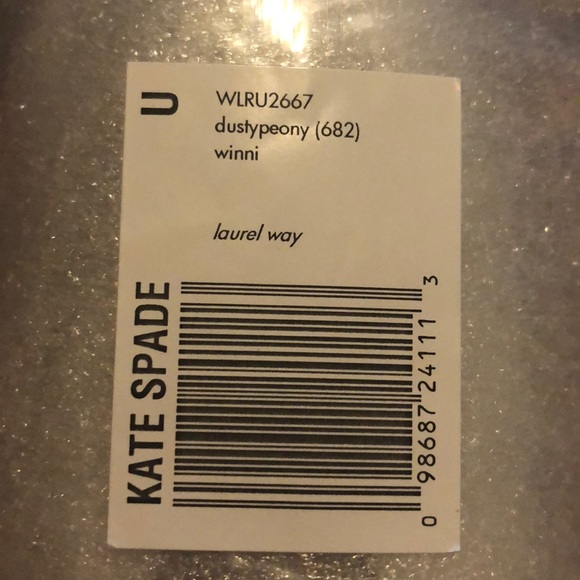 U
WLRU2667
dustypeony (682)
winni
laurel way
KATE SPADE
0 98687 24111 3